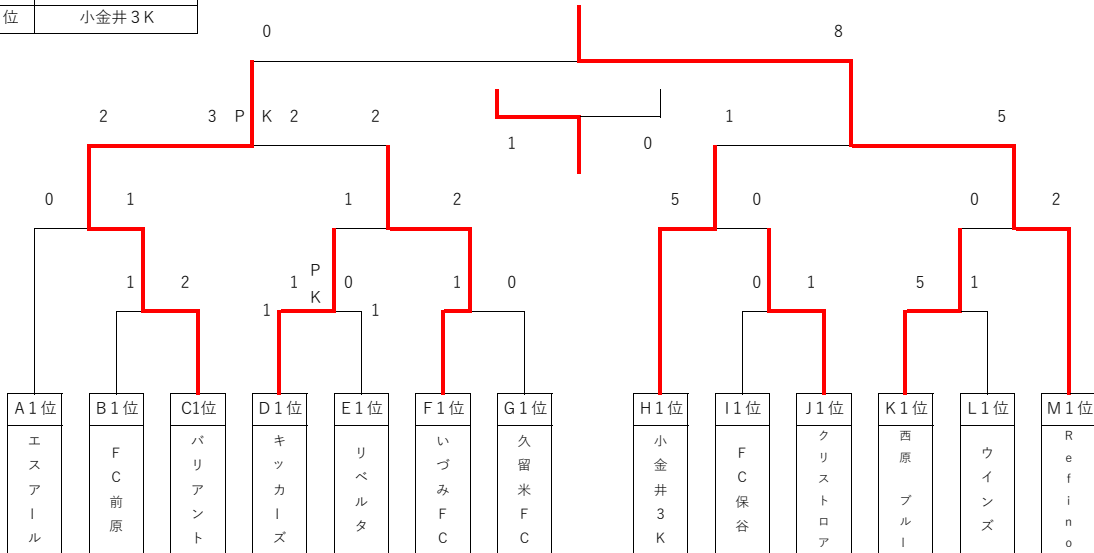 位 小金井３K
0 8
2 3 P K 2 2 1 5
1 0
0 1 1 2 5 0 0 2
1 2 1 P K 0 1 0 0 1 5 1
1 1
A１位 B１位 C1位 D１位 E１位 F１位 G１位 H１位 I１位 J１位 K１位 L１位 M１位
エスアール
FC前原
バリアント
キッカーズ
リベルタ
いづみFC
久留米FC
小金井3K
FC保谷
クリストロア
西原 ブルー
ウインズ
Refino